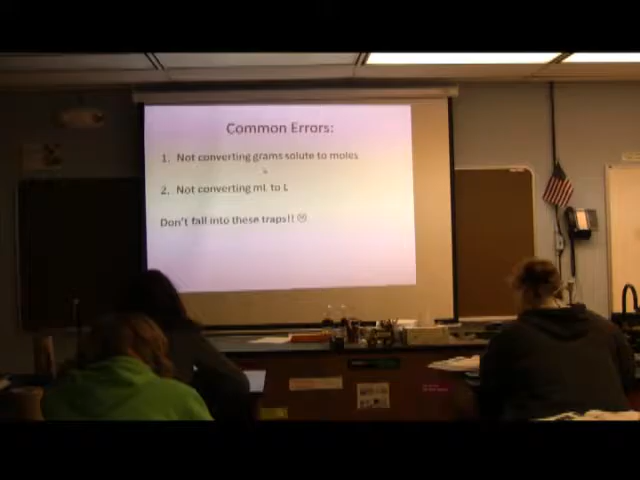 Common Errors:
1. Not converting grams solute to moles
2. Not converting mL to L
Don't fall into these traps!! ☹